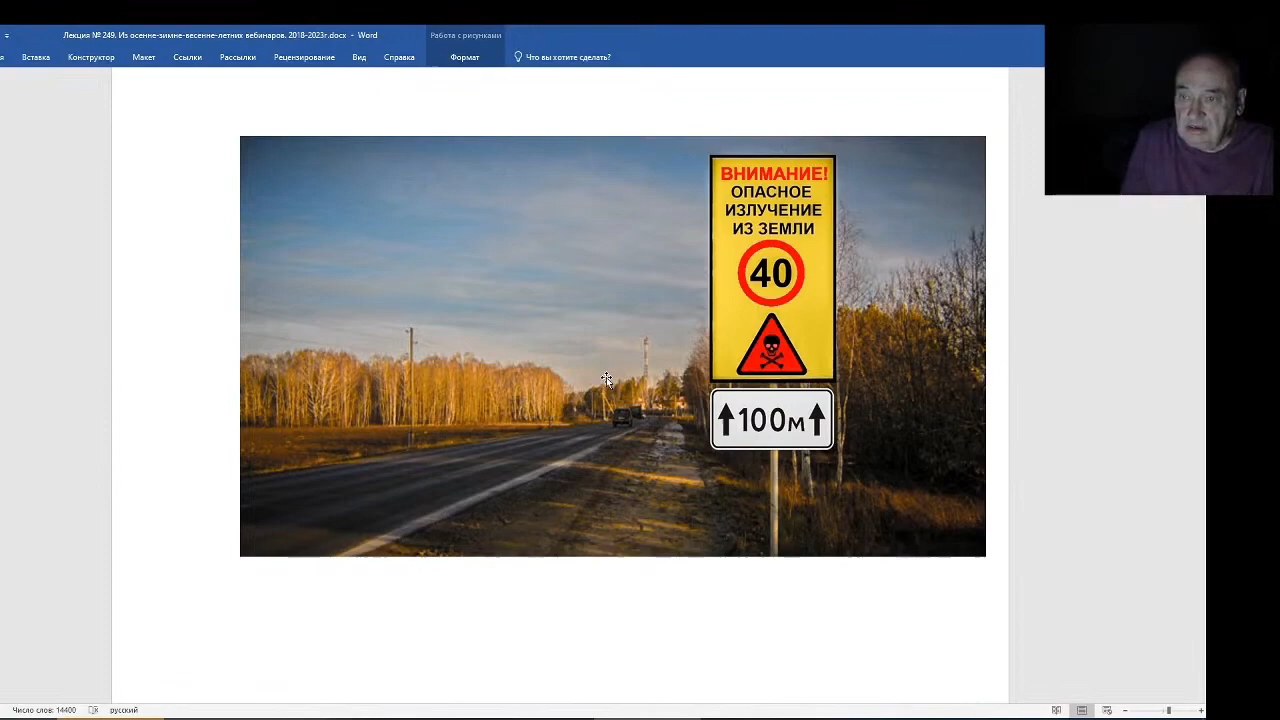 Лекция № 249. Из осенне-зимне-весенне-летних вебинаров. 2018-2023г.docx - Word
Работа с рисунками
я Вставка Конструктор Макет Ссылки Рассылки Рецензирование Вид Справка Формат Что вы хотите сделать?
ВНИМАНИЕ!
ОПАСНОЕ
ИЗЛУЧЕНИЕ
ИЗ ЗЕМЛИ
40
100м
Число слов: 14400 русский